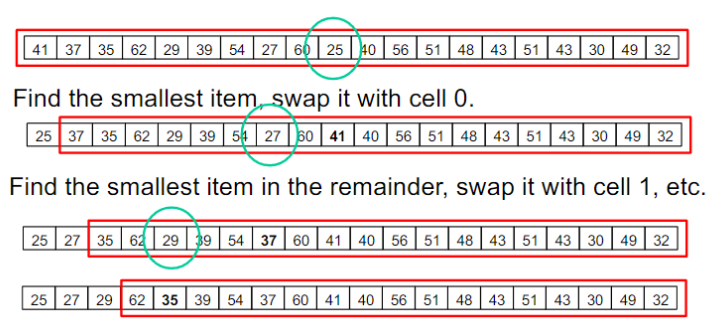 41 37 35 62 29 39 54 27 60 25 40 56 51 48 43 51 43 30 49 32
Find the smallest item, swap it with cell 0.
25 37 35 62 29 39 54 27 60 41 40 56 51 48 43 51 43 30 49 32
Find the smallest item in the remainder, swap it with cell 1, etc.
25 27 35 62 29 39 54 37 60 41 40 56 51 48 43 51 43 30 49 32
25 27 29 62 35 39 54 37 60 41 40 56 51 48 43 51 43 30 49 32